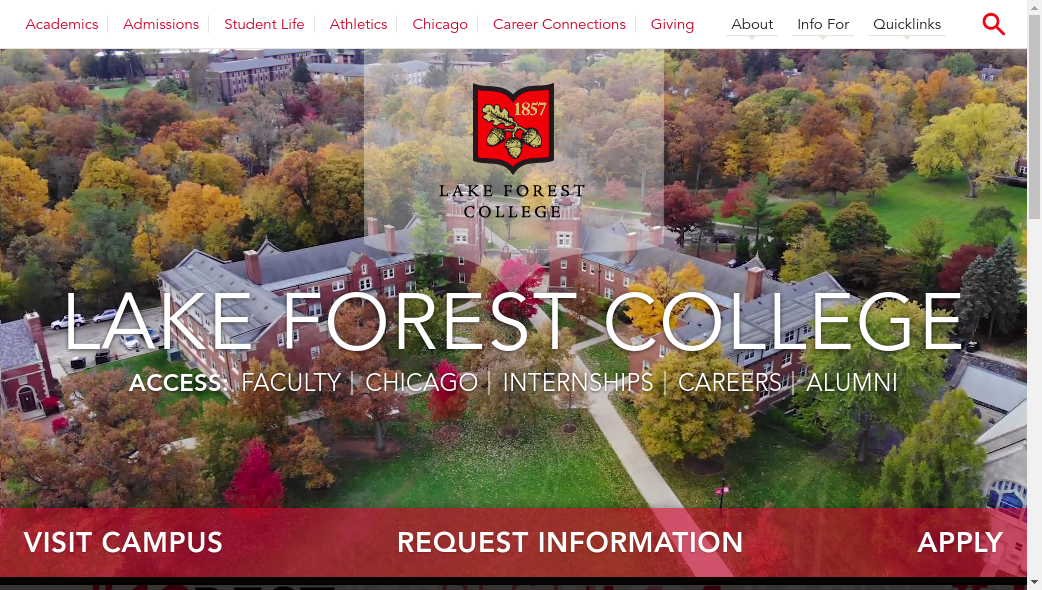 Academics
Admissions
Student Life
Athletics
Chicago
Career Connections
Giving
About
Info For
Quicklinks
1857
LAKE FOREST
COLLEGE
LAKE FOREST COLLEGE
ACCESS: FACULTY | CHICAGO | INTERNSHIPS | CAREERS | ALUMNI
VISIT CAMPUS
REQUEST INFORMATION
APPLY